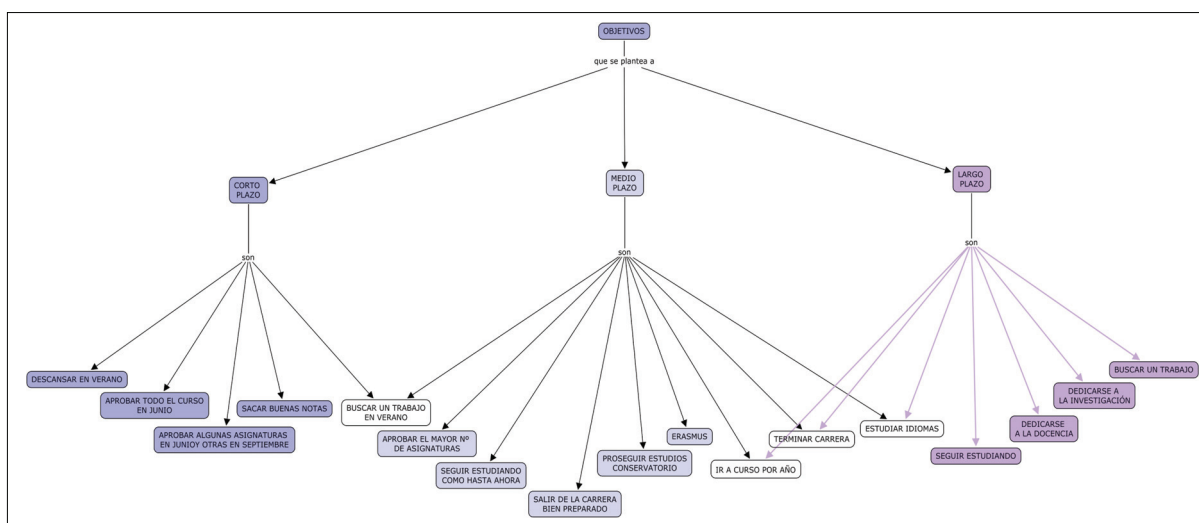 OBJETIVOS
que se plantea a
CORTO
PLAZO
MEDIO
PLAZO
LARGO
PLAZO
son
son
son
DESCANSAR EN VERANO
APROBAR TODO EL CURSO
EN JUNIO
APROBAR ALGUNAS ASIGNATURAS
EN JUNIOY OTRAS EN SEPTIEMBRE
SACAR BUENAS NOTAS
BUSCAR UN TRABAJO
EN VERANO
APROBAR EL MAYOR Nº
DE ASIGNATURAS
SEGUIR ESTUDIANDO
COMO HASTA AHORA
SALIR DE LA CARRERA
BIEN PREPARADO
PROSEGUIR ESTUDIOS
CONSERVATORIO
ERASMUS
IR A CURSO POR AÑO
TERMINAR CARRERA
ESTUDIAR IDIOMAS
SEGUIR ESTUDIANDO
DEDICARSE
A LA DOCENCIA
DEDICARSE A
LA INVESTIGACIÓN
BUSCAR UN TRABAJO